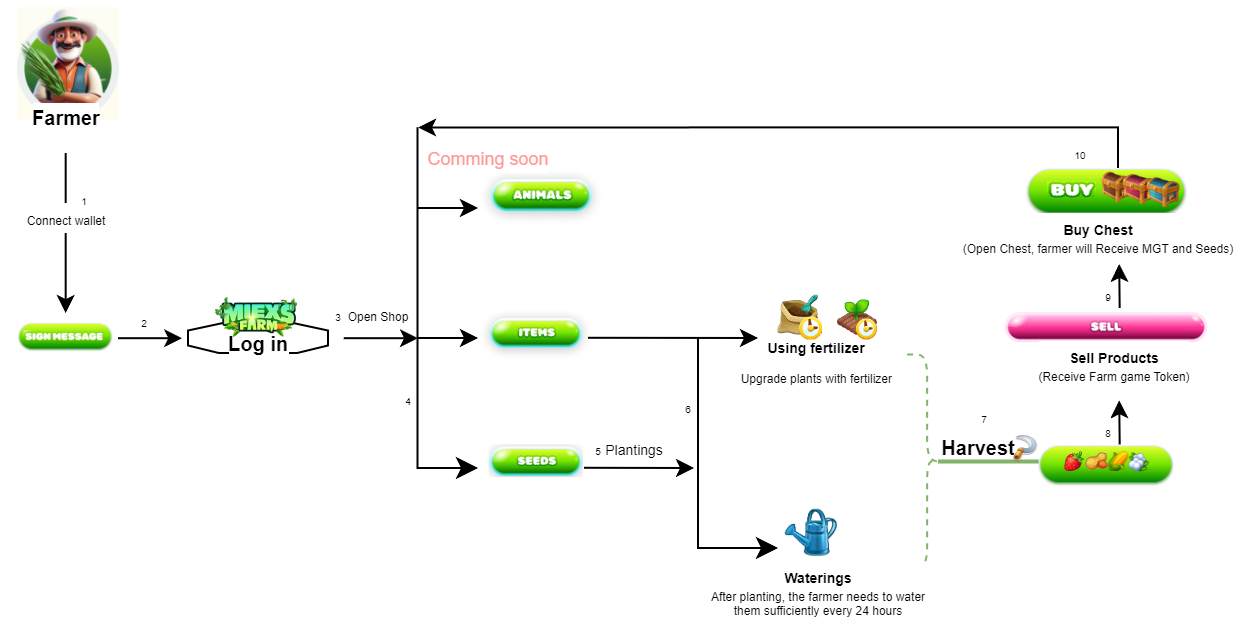 Farmer
1
Connect wallet
SIGN MESSAGE
2
MIEXS
FARM
Log in
3 Open Shop
4
Comming soon
ANIMALS
ITEMS
SEEDS
5 Plantings
6
Using fertilizer
Upgrade plants with fertilizer
Waterings
After planting, the farmer needs to water
them sufficiently every 24 hours
7
Harvest
8
SELL
Sell Products
(Receive Farm game Token)
9
10
BUY
Buy Chest
(Open Chest, farmer will Receive MGT and Seeds)